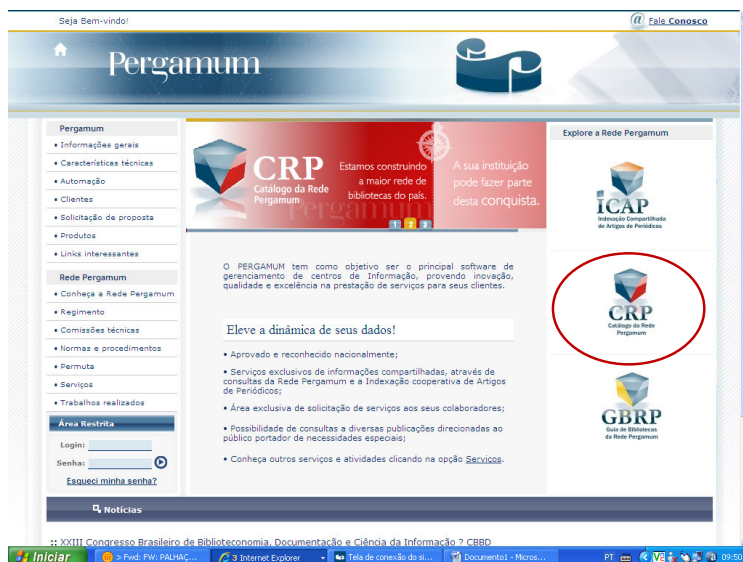 Seja Bem-vindo!
@ Fale Conosco
Pergamum
Pergamum
• Informações gerais
• Características técnicas
• Automação
• Clientes
• Solicitação de proposta
• Produtos
• Links interessantes
Rede Pergamum
• Conheça a Rede Pergamum
• Regimento
• Comissões técnicas
• Normas e procedimentos
• Permuta
• Serviços
• Trabalhos realizados
Área Restrita
Login:
Senha:
Esqueci minha senha?
CRP
Catálogo da Rede
Pergamum
Estamos construindo
a maior rede de
bibliotecas do país.
A sua instituição
pode fazer parte
desta conquista.
Pergamum
1 2 3
O PERGAMUM tem como objetivo ser o principal software de
gerenciamento de centros de Informação, provendo inovação,
qualidade e excelência na prestação de serviços para seus clientes.
Eleve a dinâmica de seus dados!
• Aprovado e reconhecido nacionalmente;
• Serviços exclusivos de informações compartilhadas, através de
consultas da Rede Pergamum e a Indexação cooperativa de Artigos
de Periódicos;
• Área exclusiva de solicitação de serviços aos seus colaboradores;
• Possibilidade de consultas a diversas publicações direcionadas ao
público portador de necessidades especiais;
• Conheça outros serviços e atividades clicando na opção Serviços.
Explore a Rede Pergamum
ICAP
Indexação Compartilhada
de Artigos de Periódicos
CRP
Catálogo da Rede
Pergamum
GBRP
Guia de Bibliotecas
da Rede Pergamum
Notícias
:: XXIII Congresso Brasileiro de Biblioteconomia, Documentação e Ciência da Informação ? CBBD
Iniciar
> Fwd: FW: PALHAÇ...
3 Internet Explorer
Tela de conexão do si...
Documento1 - Micros...
PT
09:50